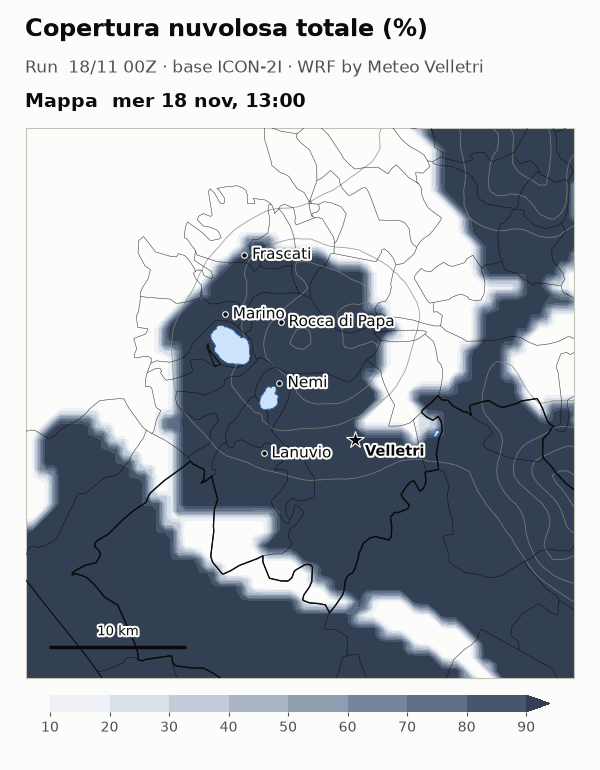 Copertura nuvolosa totale (%)
Run 18/11 00Z · base ICON-2I · WRF by Meteo Velletri
Mappa mer 18 nov, 13:00
Frascati
Marino
Rocca di Papa
Nemi
Velletri
Lanuvio
10 km
10 20 30 40 50 60 70 80 90